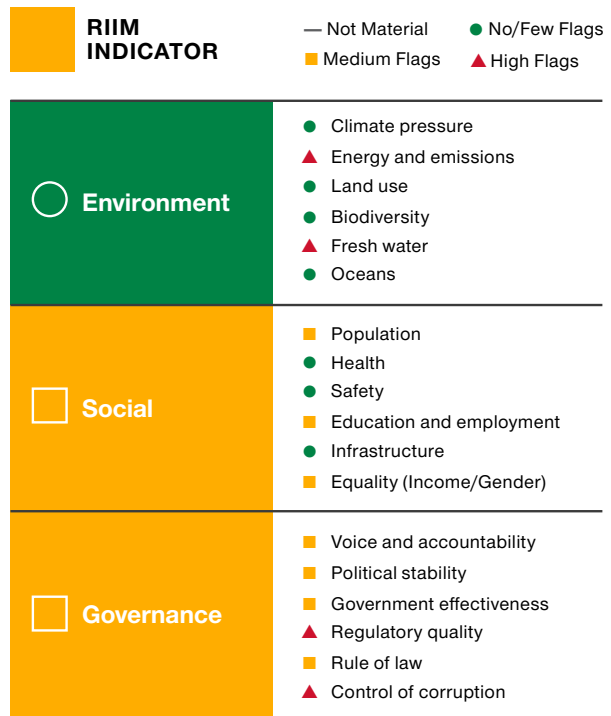 RIIM
INDICATOR
Not Material
No/Few Flags
Medium Flags
High Flags
Environment
Climate pressure
Energy and emissions
Land use
Biodiversity
Fresh water
Oceans
Social
Population
Health
Safety
Education and employment
Infrastructure
Equality (Income/Gender)
Governance
Voice and accountability
Political stability
Government effectiveness
Regulatory quality
Rule of law
Control of corruption